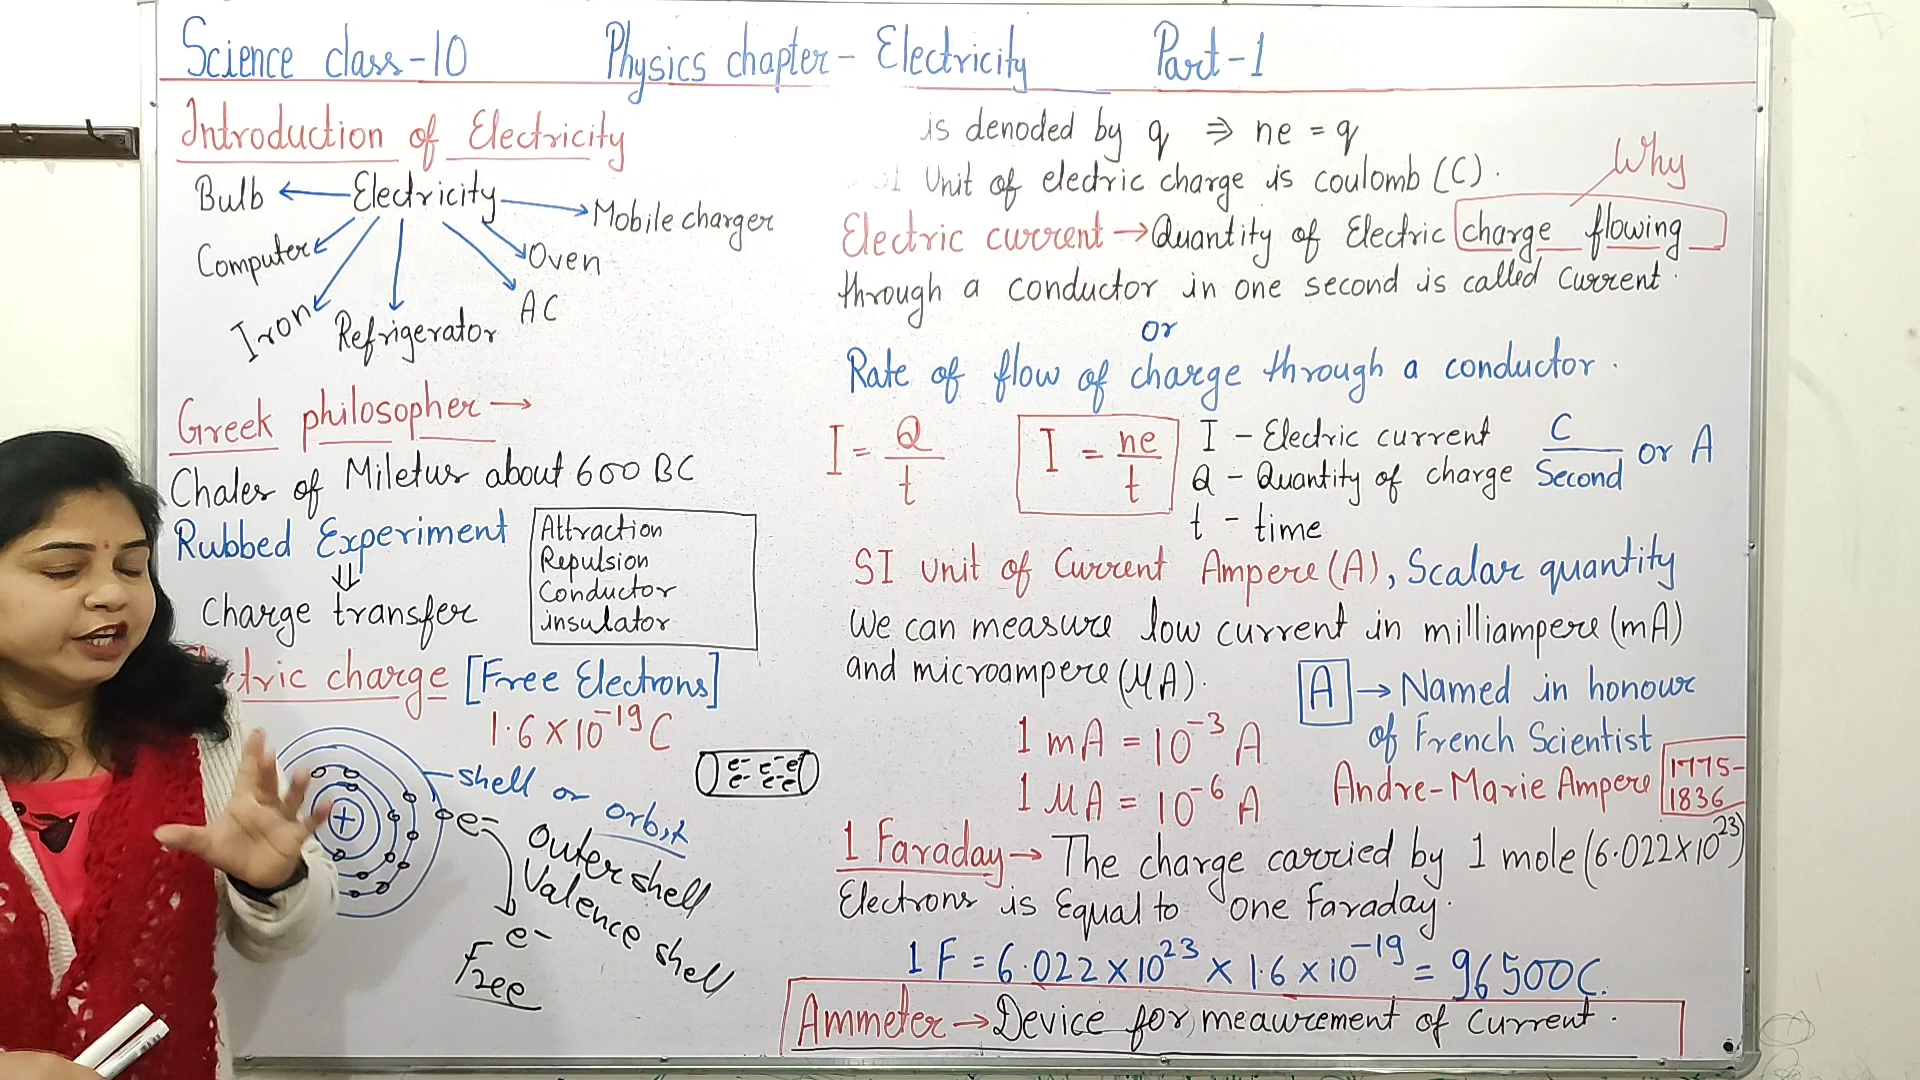 Science class-10 Physics chapter- Electricity Part-1
Introduction of Electricity
Bulb ← Electricity → Mobile charger
Computer
Oven
Iron
Refrigerator
AC
Greek philosopher →
Chales of Miletus about 600 BC
Rubbed Experiment
⇓
Charge transfer
Attraction
Repulsion
Conductor
insulator
tric charge [Free Electrons]
1.6 × 10⁻¹⁹ C
shell or orbit
+
e-
e- e- e-
e- e- e-
Outer shell
Valence shell
e-
Free
is denoded by q ⇒ ne = q
Unit of electric charge is coulomb (C).
Why
Electric current → Quantity of Electric charge flowing
through a conductor in one second is called Current.
or
Rate of flow of charge through a conductor.
I = Q/t
I = ne/t
I - Electric current
Q - Quantity of charge
t - time
C/Second or A
SI unit of Current Ampere (A), Scalar quantity
We can measure low current in milliampere (mA)
and microampere (μA).
1 mA = 10⁻³ A
1 μA = 10⁻⁶ A
A → Named in honour
of French Scientist
Andre-Marie Ampere 1775-
1836
1 Faraday → The charge carried by 1 mole (6.022×10²³)
Electrons is Equal to one Faraday.
1 F = 6.022 × 10²³ × 1.6 × 10⁻¹⁹ = 96500C.
Ammeter → Device for meaurement of Current.